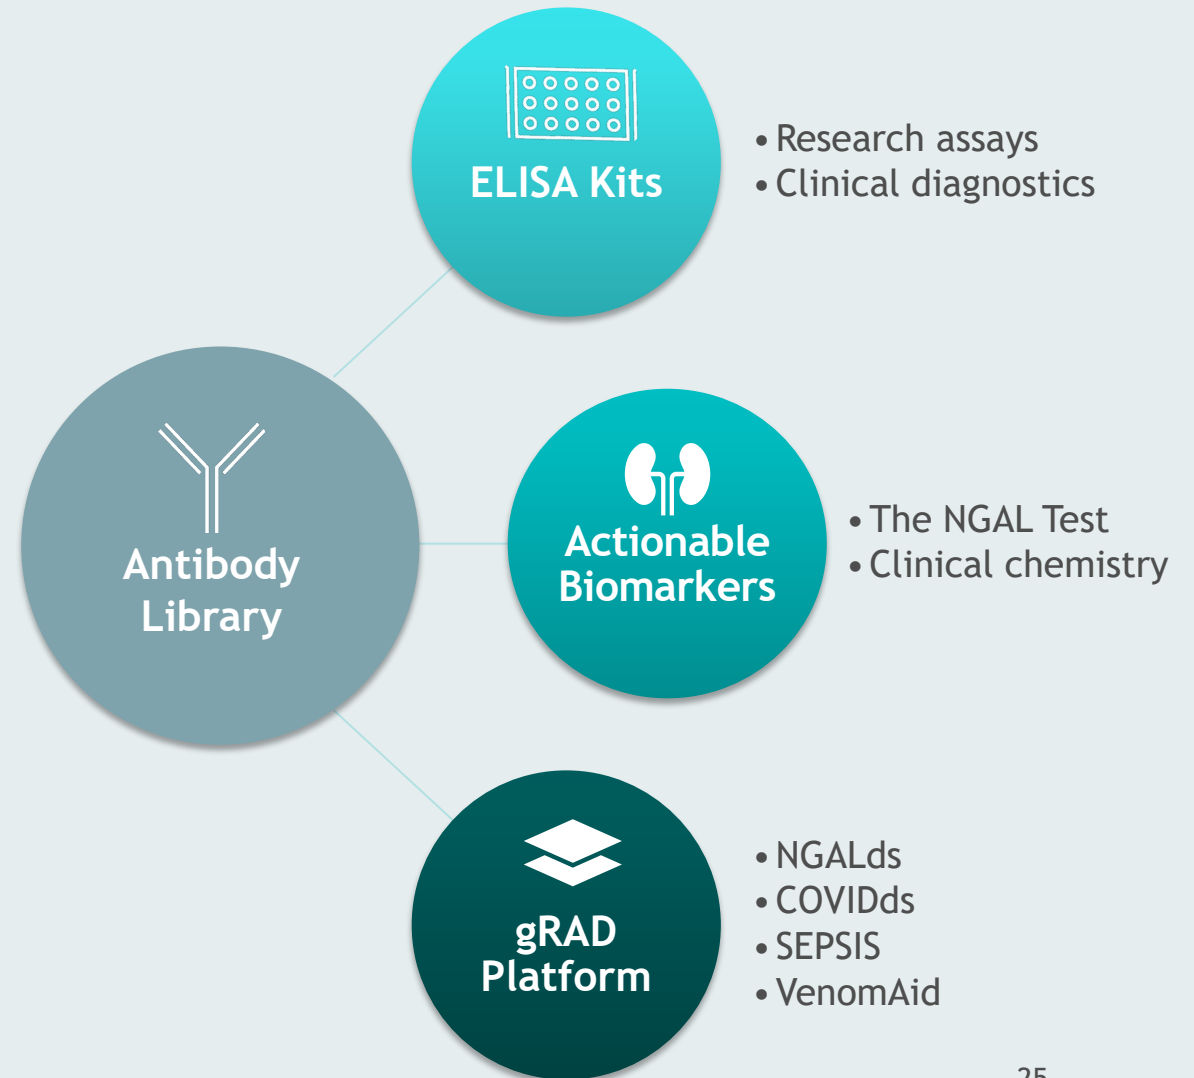 ELISA Kits
• Research assays
• Clinical diagnostics
Antibody
Library
Actionable
Biomarkers
• The NGAL Test
• Clinical chemistry
gRAD
Platform
• NGALds
• COVIDds
• SEPSIS
• VenomAid
25